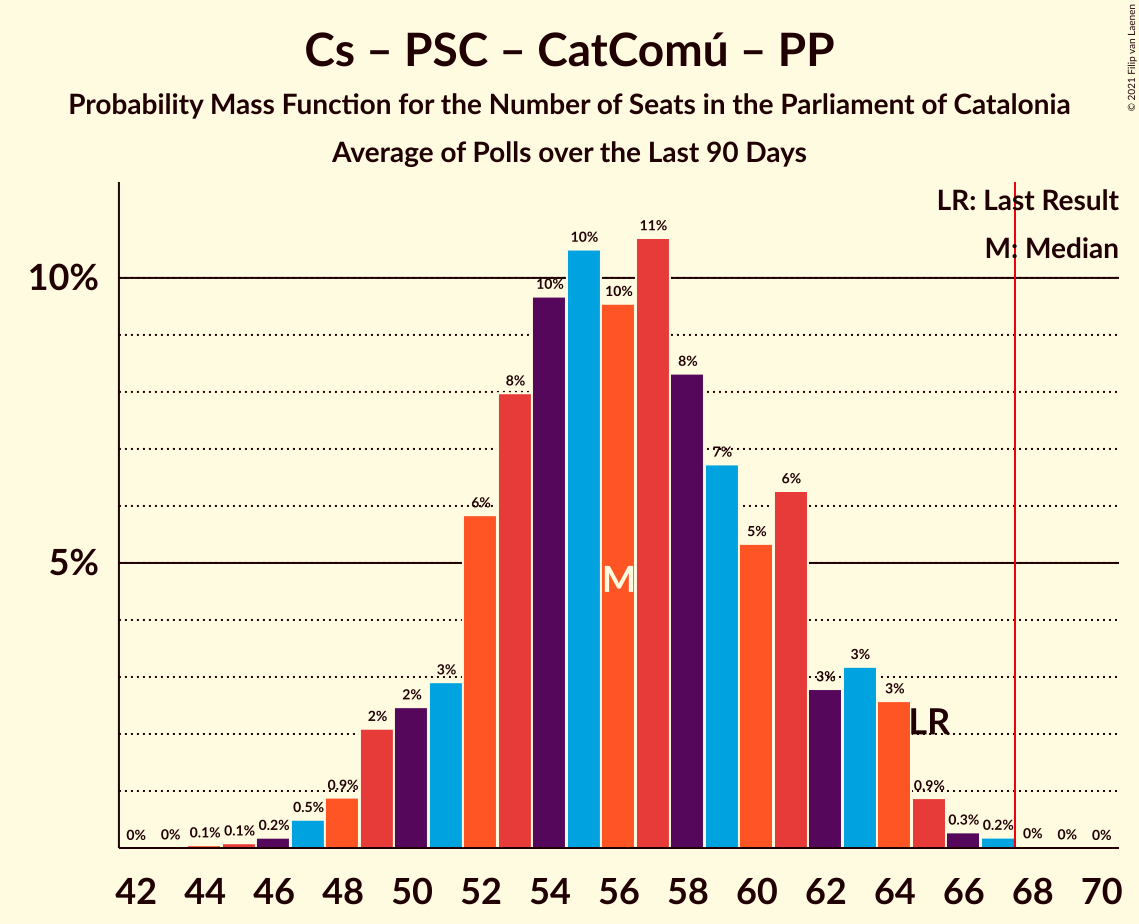 Cs – PSC – CatComú – PP
Probability Mass Function for the Number of Seats in the Parliament of Catalonia
Average of Polls over the Last 90 Days
© 2021 Filip van Laenen
LR: Last Result
M: Median
10%
5%
0% 0% 0.1% 0.1% 0.2% 0.5% 0.9% 2% 2% 3% 6% 8% 10% 10% 10% 11% 8% 7% 5% 6% 3% 3% 3% 0.9% 0.3% 0.2% 0% 0% 0%
M
LR
42 44 46 48 50 52 54 56 58 60 62 64 66 68 70